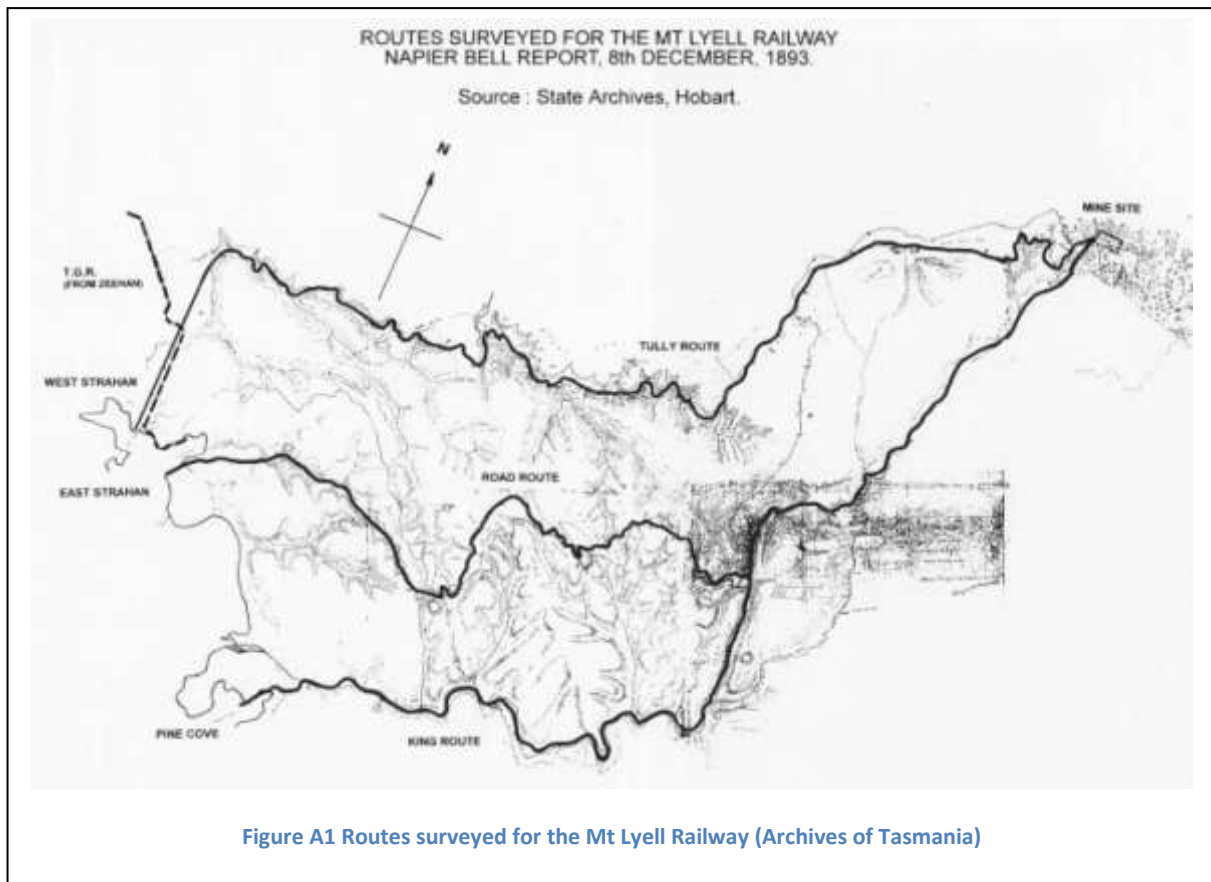 ROUTES SURVEYED FOR THE MT LYELL RAILWAY
NAPIER BELL REPORT, 8th DECEMBER, 1893.
Source : State Archives, Hobart.
N
MINE SITE
T.G.R.
(FROM ZEEHAN)
TULLY ROUTE
WEST STRAHAN
ROAD ROUTE
EAST STRAHAN
PINE COVE
KING ROUTE
Figure A1 Routes surveyed for the Mt Lyell Railway (Archives of Tasmania)